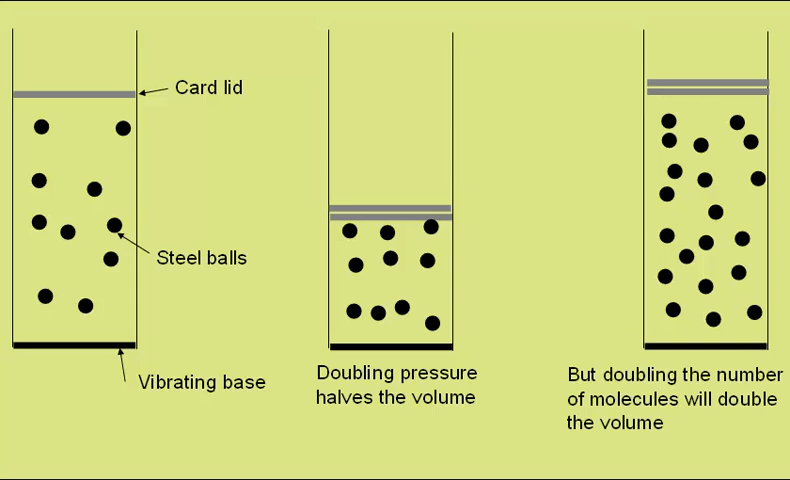 Card lid
Steel balls
Vibrating base
Doubling pressure
halves the volume
But doubling the number
of molecules will double
the volume